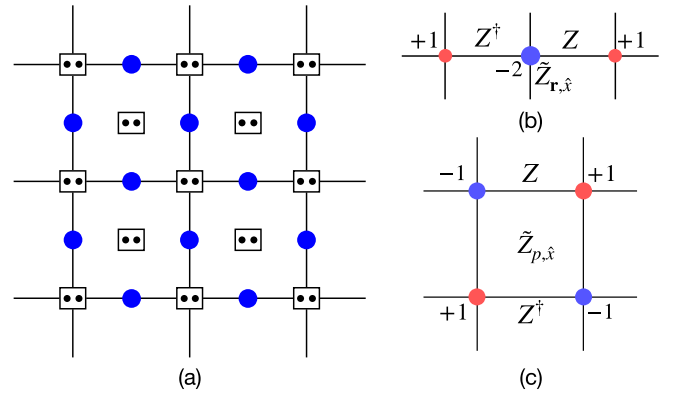 (a)
+1 Z† Z +1
−2 Z̃_{r,x̂}
(b)
−1 Z +1
Z̃_{p,x̂}
+1 Z† −1
(c)